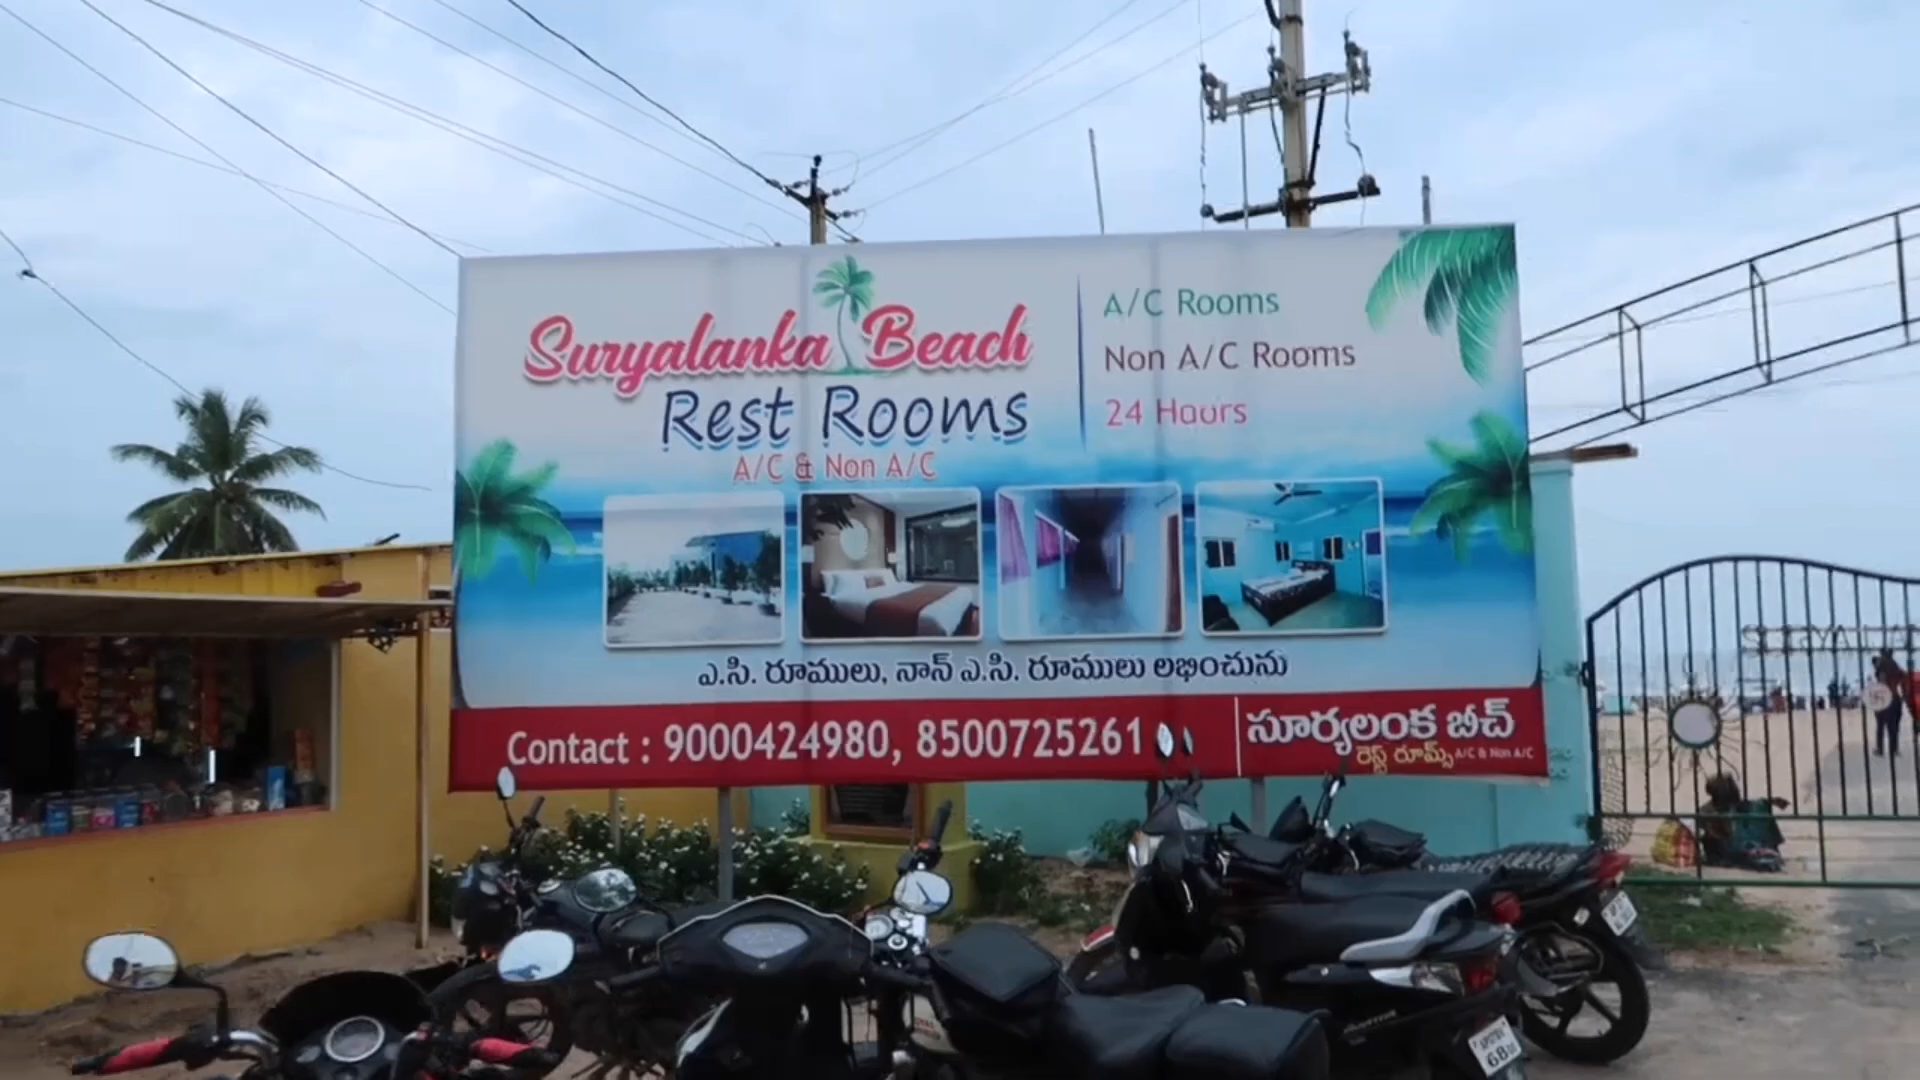 Suryalanka Beach
Rest Rooms
A/C & Non A/C
A/C Rooms
Non A/C Rooms
24 Hours
ఎ.సి. రూములు, నాన్ ఎ.సి. రూములు లభించును
Contact : 9000424980, 8500725261
సూర్యలంక బీచ్
రెస్ట్ రూమ్స్ A/C & Non A/C